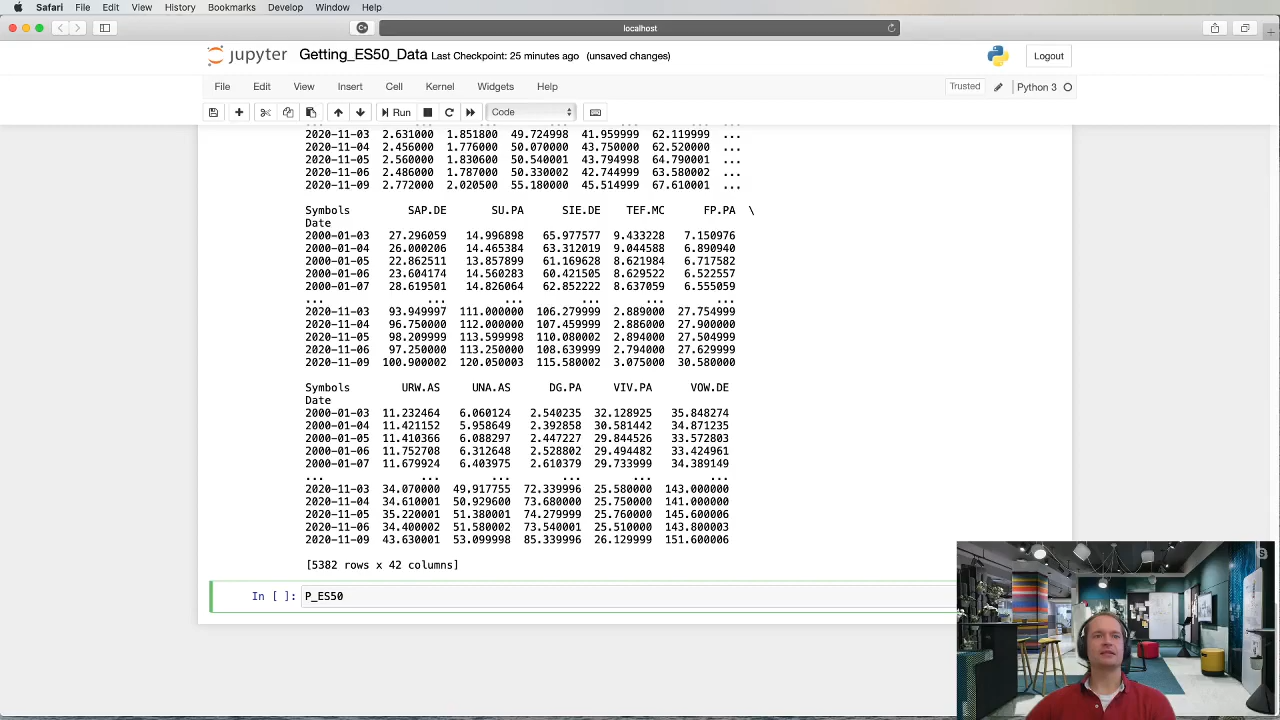 Safari File Edit View History Bookmarks Develop Window Help
localhost
jupyter Getting_ES50_Data Last Checkpoint: 25 minutes ago (unsaved changes) Logout
File Edit View Insert Cell Kernel Widgets Help Trusted Python 3
Run Code
... ... ... ... ... ... ...
2020-11-03 2.631000 1.851800 49.724998 41.959999 62.119999 ...
2020-11-04 2.456000 1.776000 50.070000 43.750000 62.520000 ...
2020-11-05 2.560000 1.830600 50.540001 43.794998 64.790001 ...
2020-11-06 2.486000 1.787000 50.330002 42.744999 63.580002 ...
2020-11-09 2.772000 2.020500 55.180000 45.514999 67.610001 ...
Symbols SAP.DE SU.PA SIE.DE TEF.MC FP.PA \
Date
2000-01-03 27.296059 14.996898 65.977577 9.433228 7.150976
2000-01-04 26.000206 14.465384 63.312019 9.044588 6.890940
2000-01-05 22.862511 13.857899 61.169628 8.621984 6.717582
2000-01-06 23.604174 14.560283 60.421505 8.629522 6.522557
2000-01-07 28.619501 14.826064 62.852222 8.637059 6.555059
... ... ... ... ... ...
2020-11-03 93.949997 111.000000 106.279999 2.889000 27.754999
2020-11-04 96.750000 112.000000 107.459999 2.886000 27.900000
2020-11-05 98.209999 113.599998 110.080002 2.894000 27.504999
2020-11-06 97.250000 113.250000 108.639999 2.794000 27.629999
2020-11-09 100.900002 120.050003 115.580002 3.075000 30.580000
Symbols URW.AS UNA.AS DG.PA VIV.PA VOW.DE
Date
2000-01-03 11.232464 6.060124 2.540235 32.128925 35.848274
2000-01-04 11.421152 5.958649 2.392858 30.581442 34.871235
2000-01-05 11.410366 6.088297 2.447227 29.844526 33.572803
2000-01-06 11.752708 6.312648 2.528802 29.494482 33.424961
2000-01-07 11.679924 6.403975 2.610379 29.733999 34.389149
... ... ... ... ... ...
2020-11-03 34.070000 49.917755 72.339996 25.580000 143.000000
2020-11-04 34.610001 50.929600 73.680000 25.750000 141.000000
2020-11-05 35.220001 51.380001 74.279999 25.760000 145.600006
2020-11-06 34.400002 51.580002 73.540001 25.510000 143.800003
2020-11-09 43.630001 53.099998 85.339996 26.129999 151.600006
[5382 rows x 42 columns]
In [ ]: P_ES50